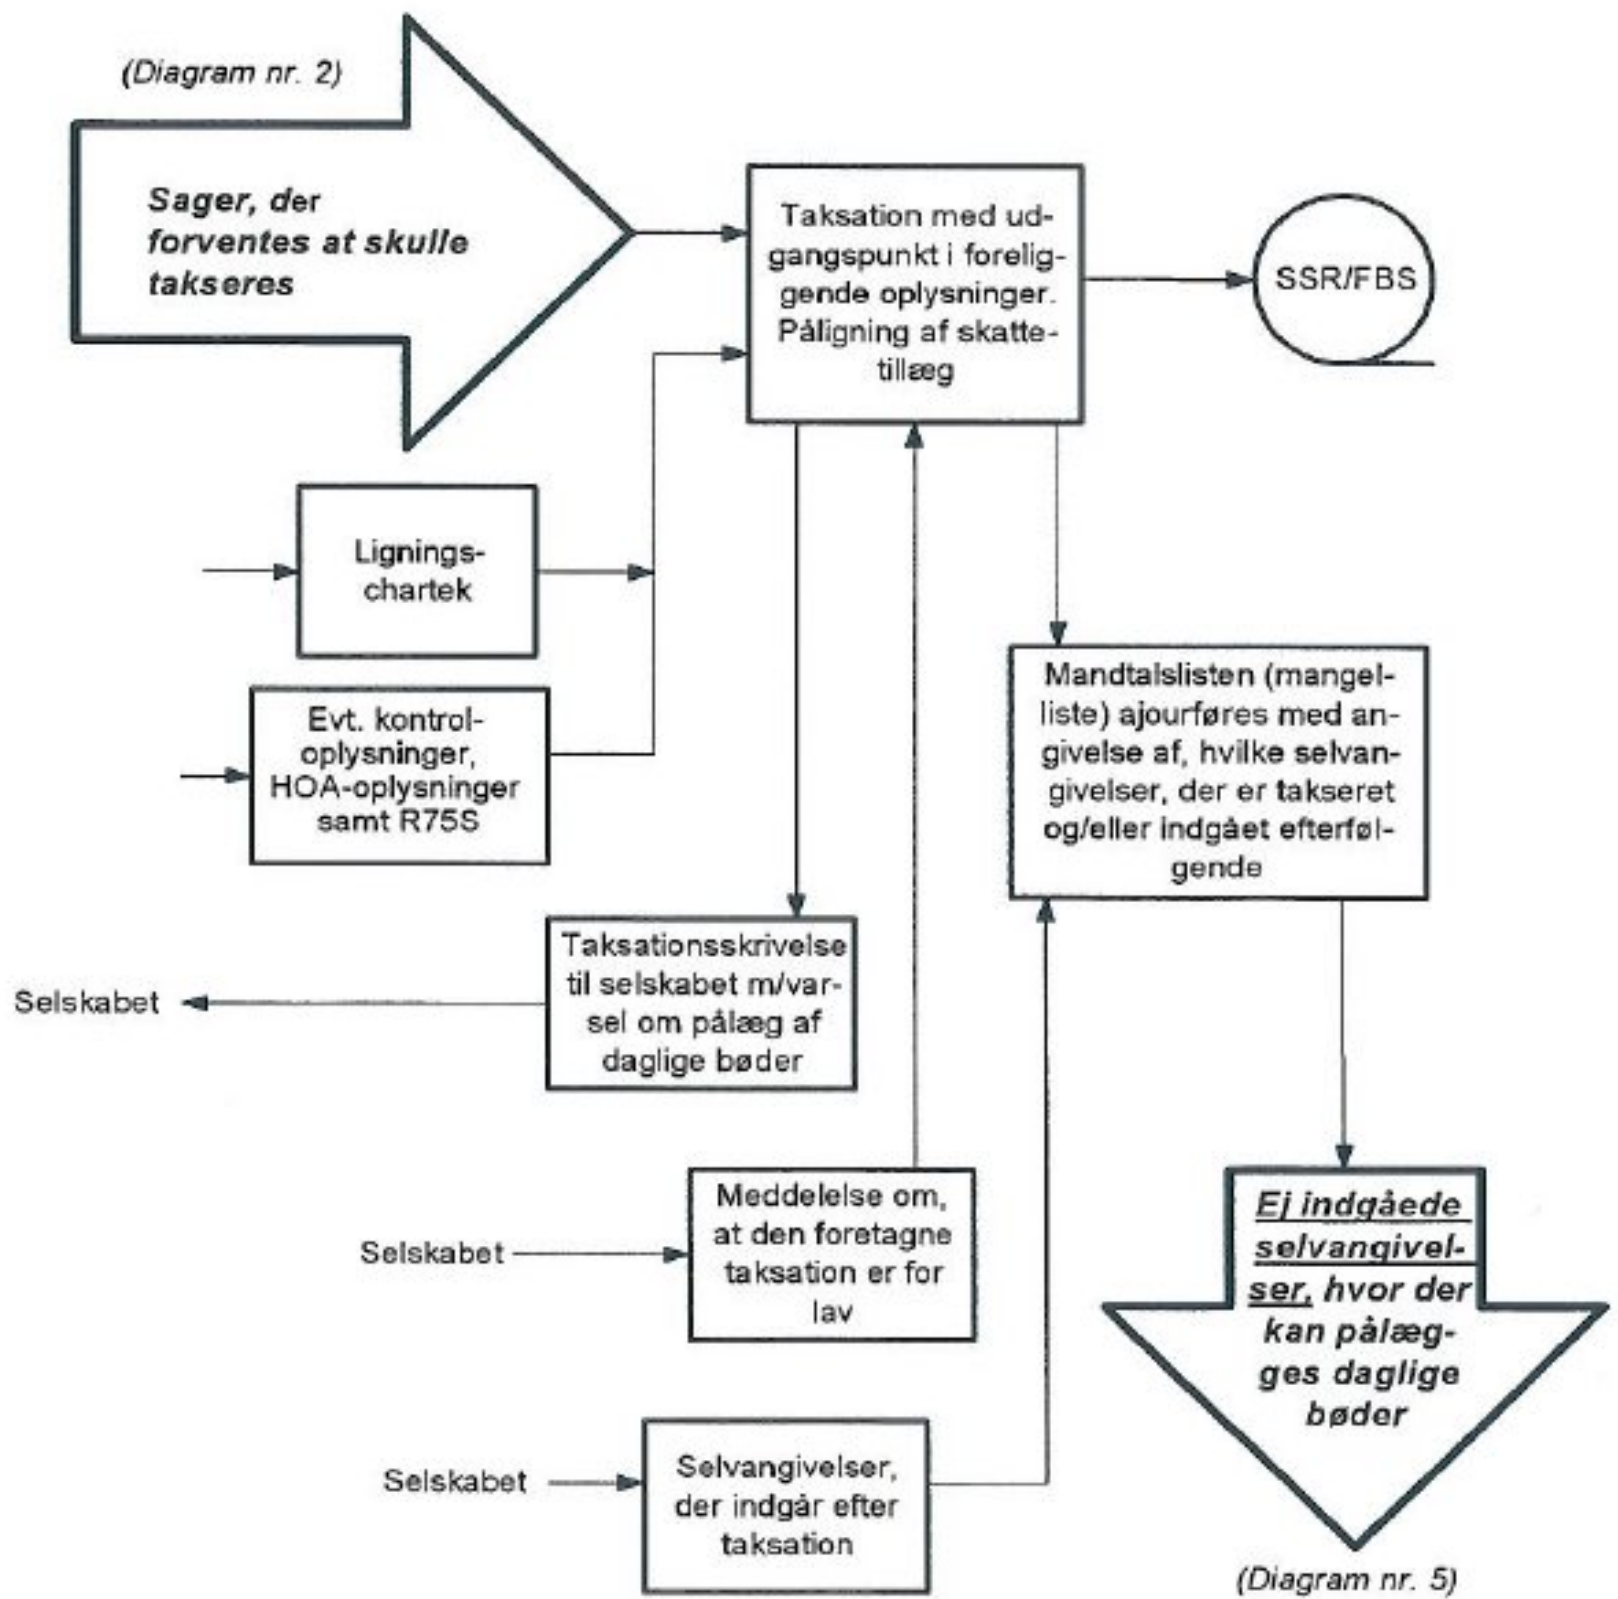 (Diagram nr. 2)
Sager, der
forventes at skulle
takseres
Taksation med ud-
gangspunkt i forelig-
gende oplysninger.
Påligning af skatte-
tillæg
SSR/FBS
Lignings-
chartek
Evt. kontrol-
oplysninger,
HOA-oplysninger
samt R75S
Mandtalslisten (mangel-
liste) ajourføres med an-
givelse af, hvilke selvan-
givelser, der er takseret
og/eller indgået efterføl-
gende
Selskabet
Taksationsskrivelse
til selskabet m/var-
sel om pålæg af
daglige bøder
Selskabet
Meddelelse om,
at den foretagne
taksation er for
lav
Ej indgåede
selvangivel-
ser, hvor der
kan pålæg-
ges daglige
bøder
Selskabet
Selvangivelser,
der indgår efter
taksation
(Diagram nr. 5)